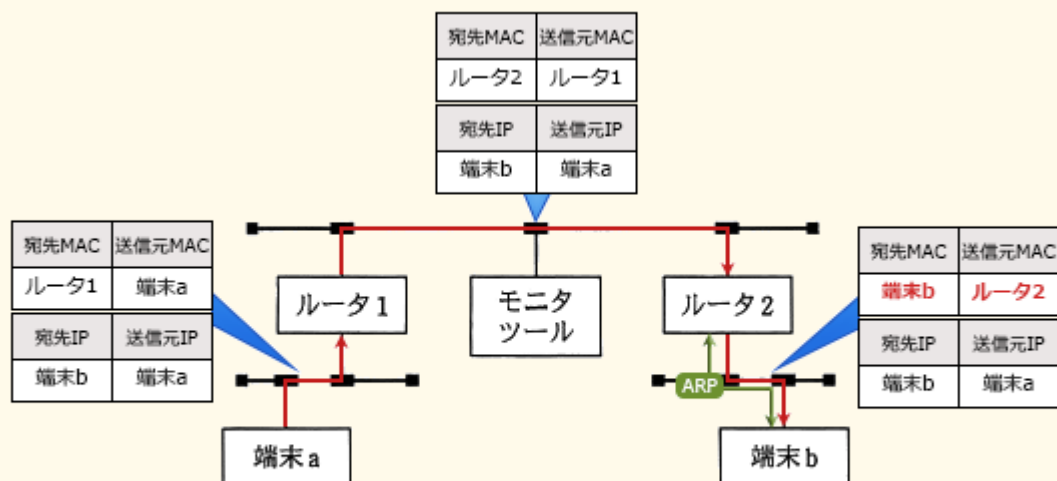 宛先MAC 送信元MAC
ルータ2 ルータ1
宛先IP 送信元IP
端末b 端末a
宛先MAC 送信元MAC
ルータ1 端末a
宛先IP 送信元IP
端末b 端末a
宛先MAC 送信元MAC
端末b ルータ2
宛先IP 送信元IP
端末b 端末a
ルータ1
モニタ
ツール
ルータ2
ARP
端末a
端末b